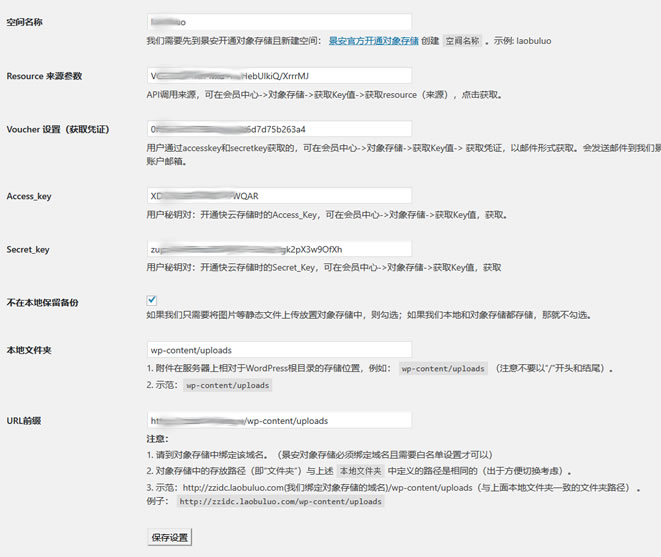 空间名称
uo
我们需要先到景安开通对象存储且新建空间： 景安官方开通对象存储 创建 空间名称 。示例: laobuluo
Resource 来源参数
HebUlkiQ/XrrrMJ
API调用来源，可在会员中心->对象存储->获取Key值->获取resource（来源），点击获取。
Voucher 设置（获取凭证）
6d7d75b263a4
用户通过accesskey和secretkey获取的，可在会员中心->对象存储->获取Key值-> 获取凭证，以邮件形式获取。会发送邮件到我们景
账户邮箱。
Access_key
XD WQAR
用户秘钥对：开通快云存储时的Access_Key，可在会员中心->对象存储->获取Key值，获取。
Secret_key
zu gk2pX3w9OfXh
用户秘钥对：开通快云存储时的Secret_Key，可在会员中心->对象存储->获取Key值，获取
不在本地保留备份
如果我们只需要将图片等静态文件上传放置对象存储中，则勾选；如果我们本地和对象存储都存储，那就不勾选。
本地文件夹
wp-content/uploads
1. 附件在服务器上相对于WordPress根目录的存储位置，例如： wp-content/uploads （注意不要以“/”开头和结尾）。
2. 示范： wp-content/uploads
URL前缀
ht /wp-content/uploads
注意：
1. 请到对象存储中绑定该域名。（景安对象存储必须绑定域名且需要白名单设置才可以）
2. 对象存储中的存放路径（即“文件夹”）与上述 本地文件夹 中定义的路径是相同的（出于方便切换考虑）。
3. 示范：http://zzidc.laobuluo.com(我们绑定对象存储的域名)/wp-content/uploads（与上面本地文件夹一致的文件夹路径） 。
例子： http://zzidc.laobuluo.com/wp-content/uploads
保存设置